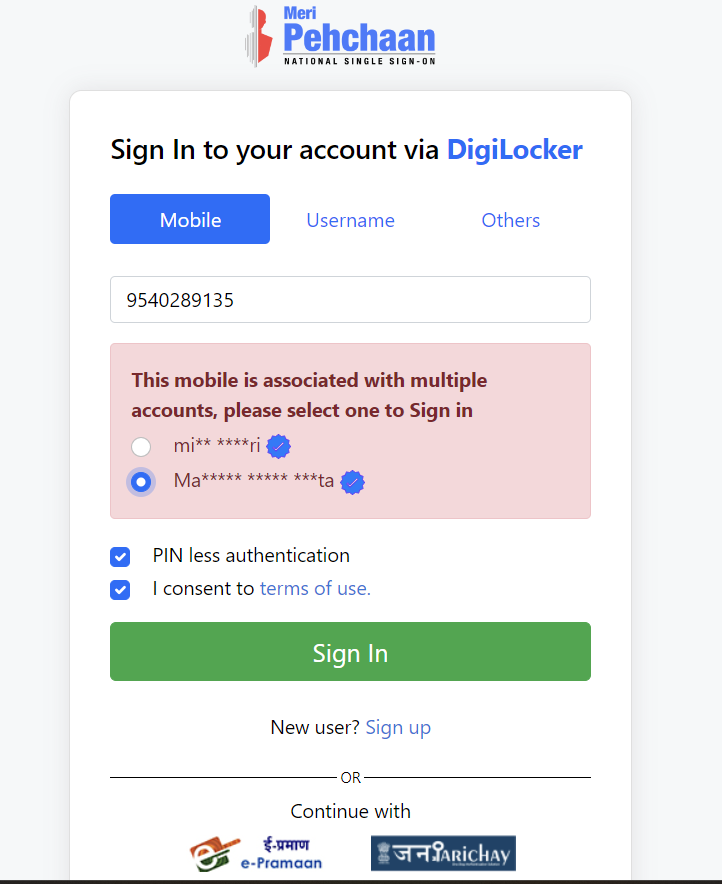 Meri
Pehchaan
NATIONAL SINGLE SIGN-ON
Sign In to your account via DigiLocker
Mobile Username Others
9540289135
This mobile is associated with multiple
accounts, please select one to Sign in
mi** ****ri
Ma***** ***** ***ta
PIN less authentication
I consent to terms of use.
Sign In
New user? Sign up
OR
Continue with
ई-प्रमाण
e-Pramaan
जन PARICHAY